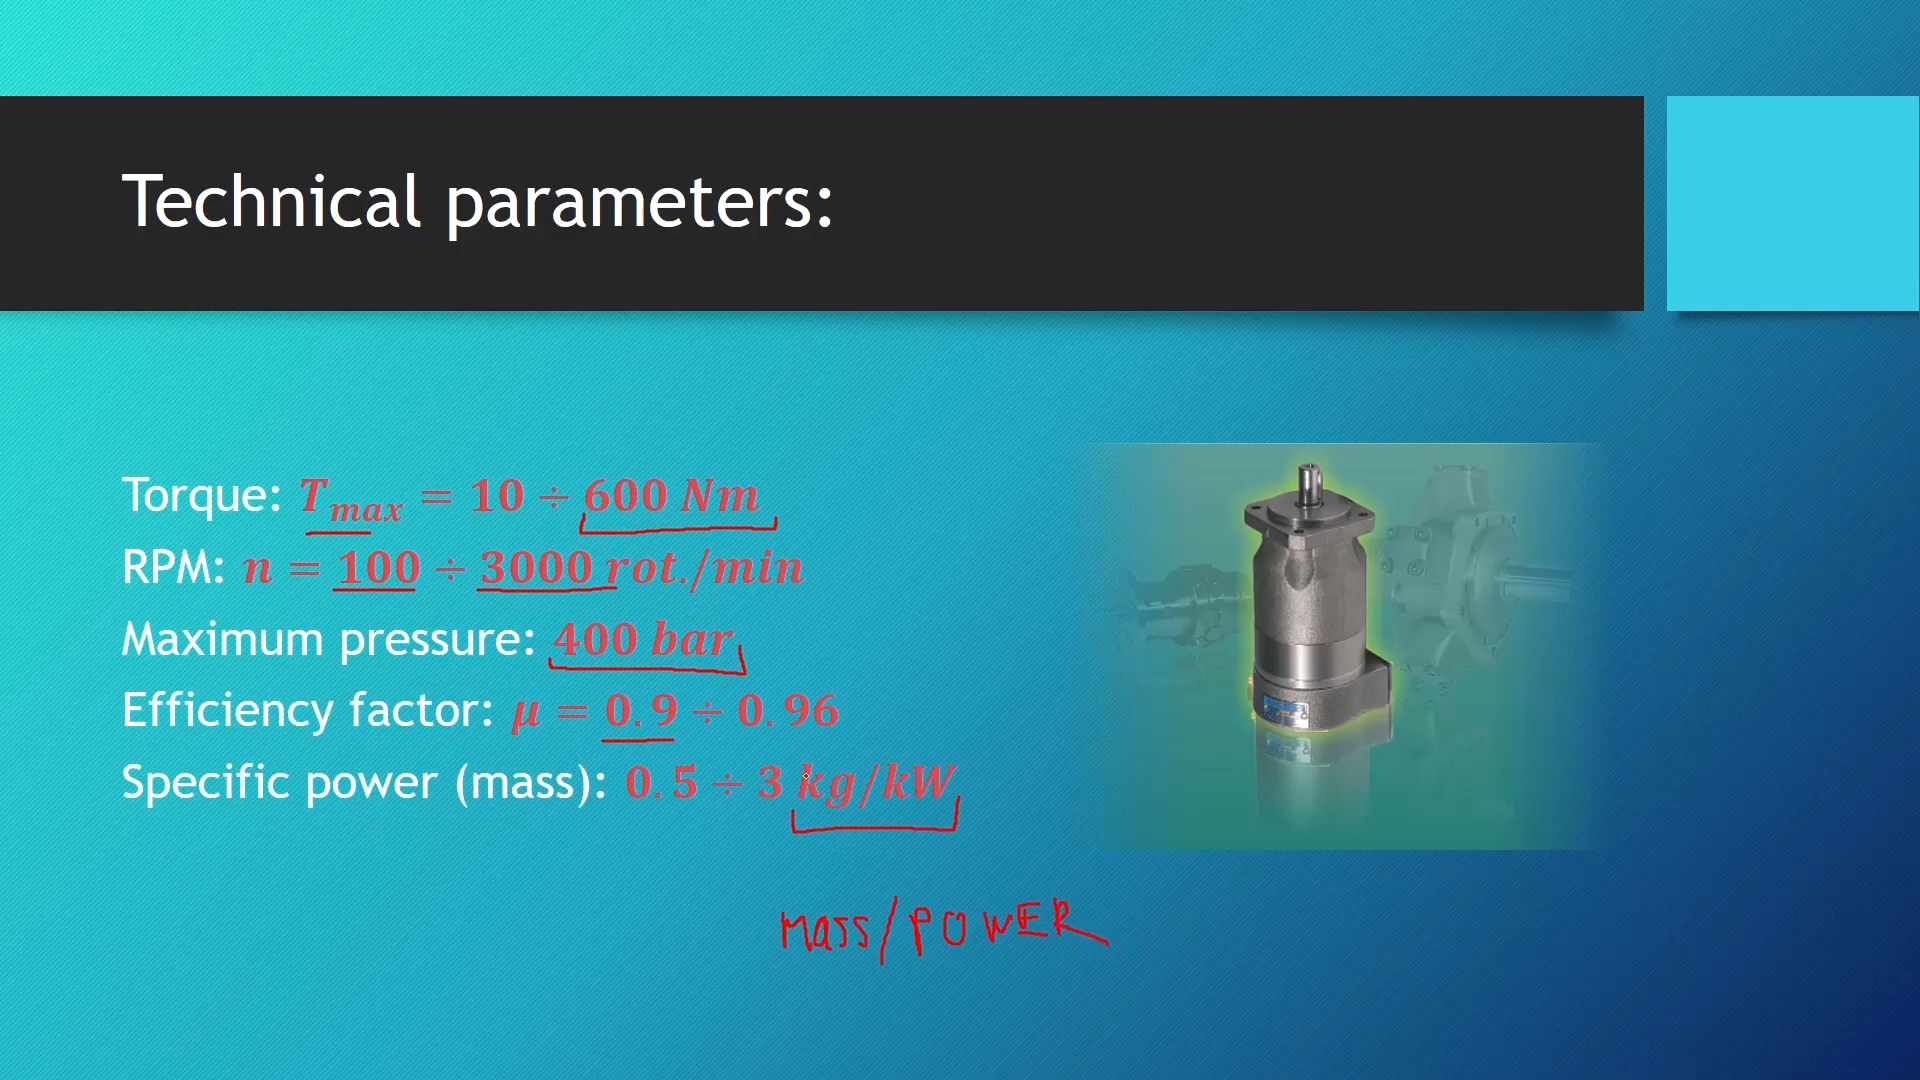 Technical parameters:
Torque: T_max = 10 ÷ 600 Nm
RPM: n = 100 ÷ 3000 rot./min
Maximum pressure: 400 bar
Efficiency factor: μ = 0.9 ÷ 0.96
Specific power (mass): 0.5 ÷ 3 kg/kW
Mass/POWER